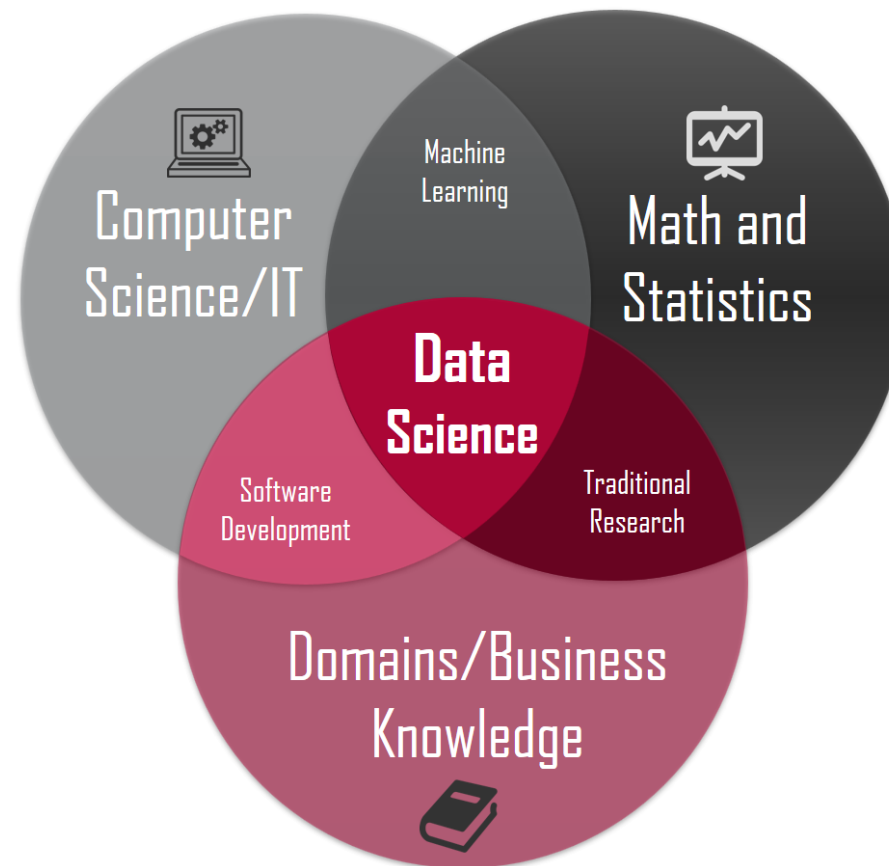 Machine
Learning
Computer
Science/IT
Math and
Statistics
Data
Science
Software
Development
Traditional
Research
Domains/Business
Knowledge